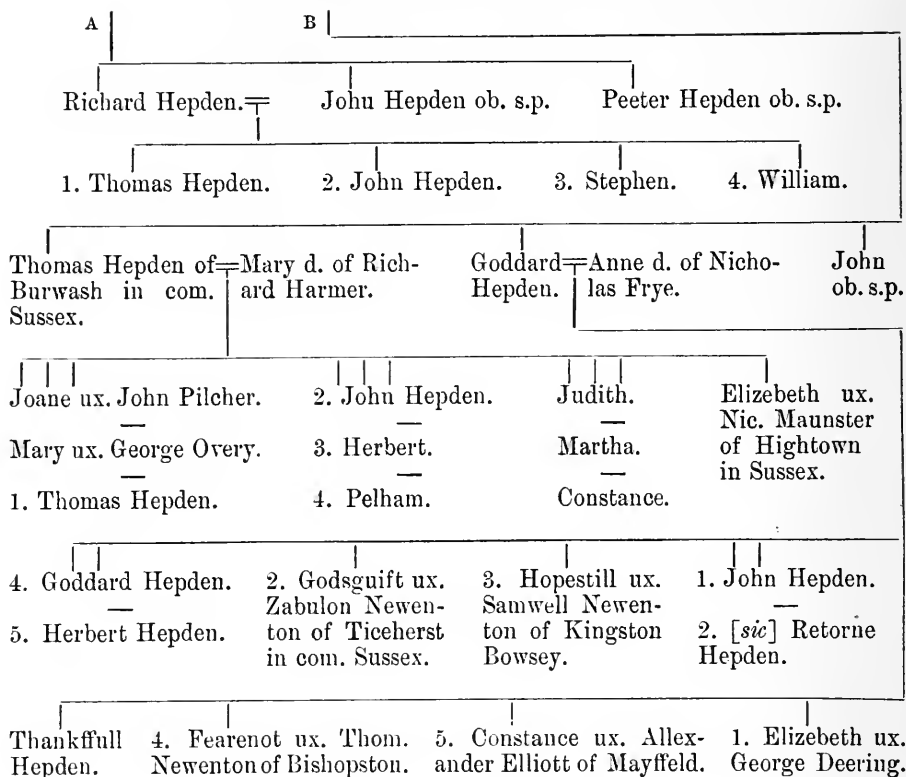 A B
Richard Hepden. John Hepden ob. s.p. Peeter Hepden ob. s.p.
1. Thomas Hepden. 2. John Hepden. 3. Stephen. 4. William.
Thomas Hepden of Mary d. of Rich- Goddard Anne d. of Nicho- John
Burwash in com. ard Harmer. Hepden. las Frye. ob. s.p.
Sussex.
Joane ux. John Pilcher. 2. John Hepden. Judith. Elizebeth ux.
Nic. Maunster
Mary ux. George Overy. 3. Herbert. Martha. of Hightown
in Sussex.
1. Thomas Hepden. 4. Pelham. Constance.
4. Goddard Hepden. 2. Godsguift ux. 3. Hopestill ux. 1. John Hepden.
Zabulon Newen- Samwell Newen-
5. Herbert Hepden. ton of Ticeherst ton of Kingston 2. [sic] Retorne
in com. Sussex. Bowsey. Hepden.
Thankffull 4. Fearenot ux. Thom. 5. Constance ux. Allex- 1. Elizebeth ux.
Hepden. Newenton of Bishopston. ander Elliott of Mayffeld. George Deering.